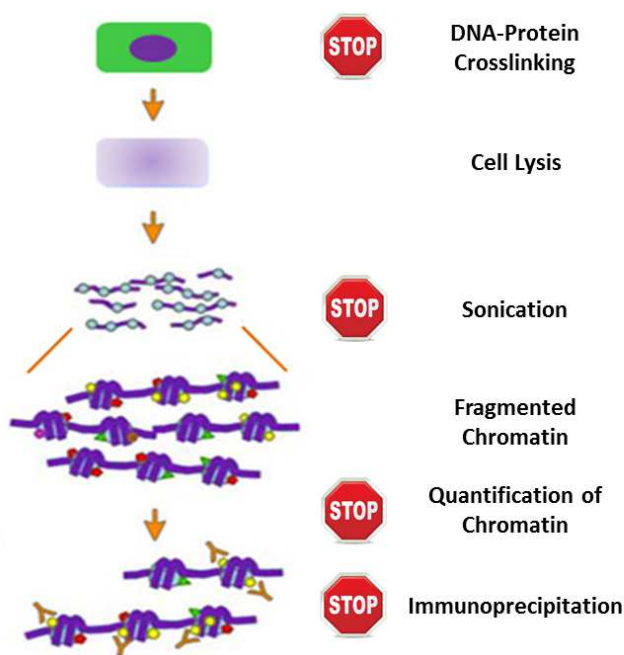 STOP
DNA-Protein
Crosslinking
Cell Lysis
STOP
Sonication
Fragmented
Chromatin
STOP
Quantification of
Chromatin
STOP
Immunoprecipitation